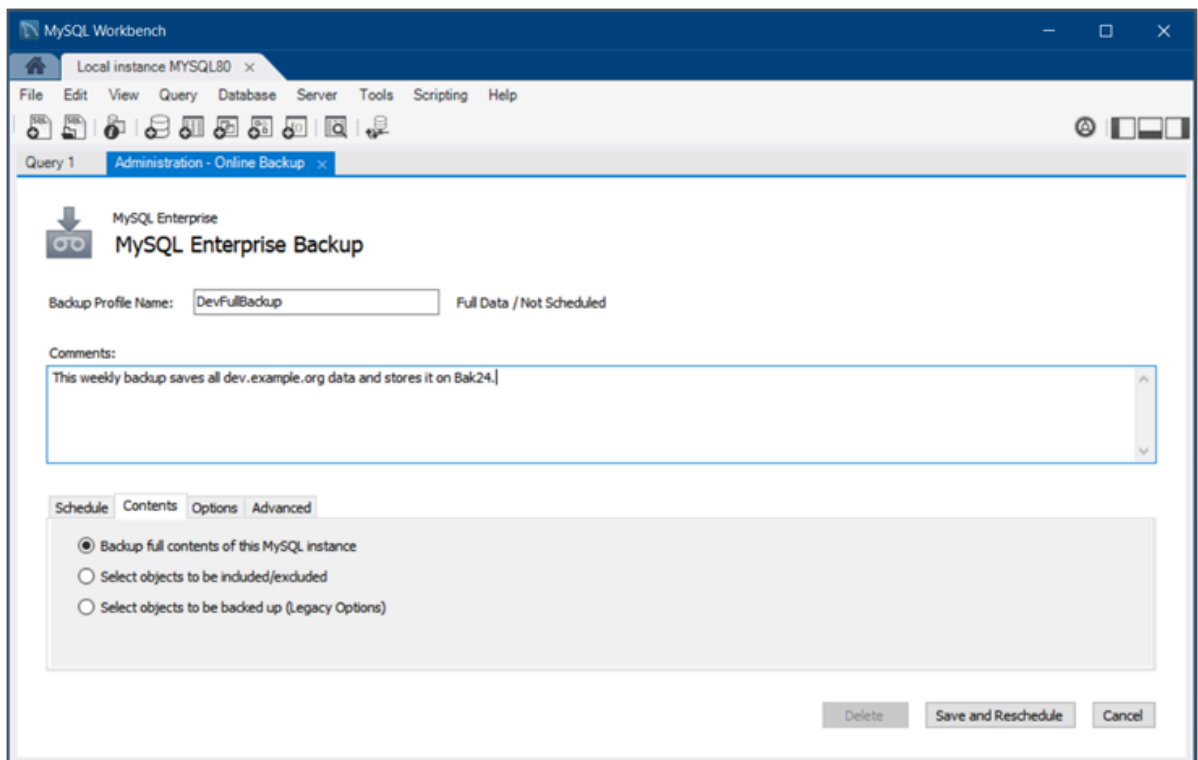 MySQL Workbench
Local instance MYSQL80
File Edit View Query Database Server Tools Scripting Help
Query 1 Administration - Online Backup
MySQL Enterprise
MySQL Enterprise Backup
Backup Profile Name: DevFullBackup Full Data / Not Scheduled
Comments:
This weekly backup saves all dev.example.org data and stores it on Bak24.
Schedule Contents Options Advanced
Backup full contents of this MySQL instance
Select objects to be included/excluded
Select objects to be backed up (Legacy Options)
Delete Save and Reschedule Cancel